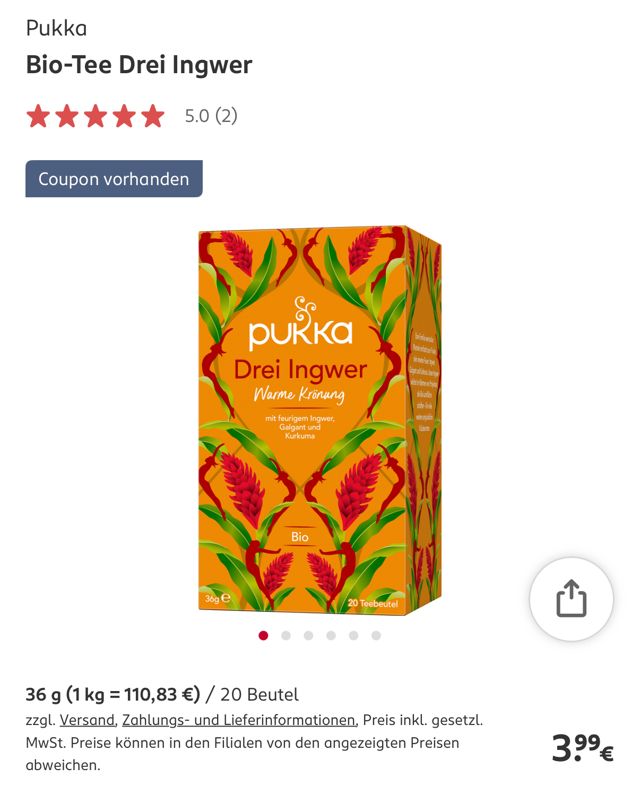 Pukka
Bio-Tee Drei Ingwer
5.0 (2)
Coupon vorhanden
pukka
Drei Ingwer
Warme Krönung
mit feurigem Ingwer,
Galgant und
Kurkuma
Bio
36g ℮
20 Teebeutel
36 g (1 kg = 110,83 €) / 20 Beutel
zzgl. Versand, Zahlungs- und Lieferinformationen, Preis inkl. gesetzl.
MwSt. Preise können in den Filialen von den angezeigten Preisen
abweichen.
3.99€